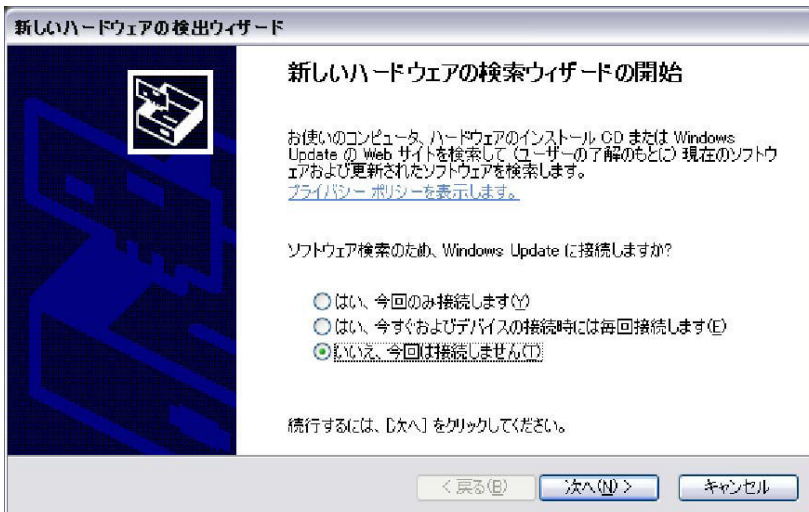 新しいハードウェアの検出ウィザード
新しいハードウェアの検索ウィザードの開始
お使いのコンピュータ、ハードウェアのインストール CD または Windows
Update の Web サイトを検索して (ユーザーの了解のもとに) 現在のソフトウ
ェアおよび更新されたソフトウェアを検索します。
プライバシー ポリシーを表示します。
ソフトウェア検索のため、Windows Update に接続しますか?
はい、今回のみ接続します(Y)
はい、今すぐおよびデバイスの接続時には毎回接続します(E)
いいえ、今回は接続しません(T)
続行するには、[次へ] をクリックしてください。
< 戻る(B) 次へ(N) > キャンセル